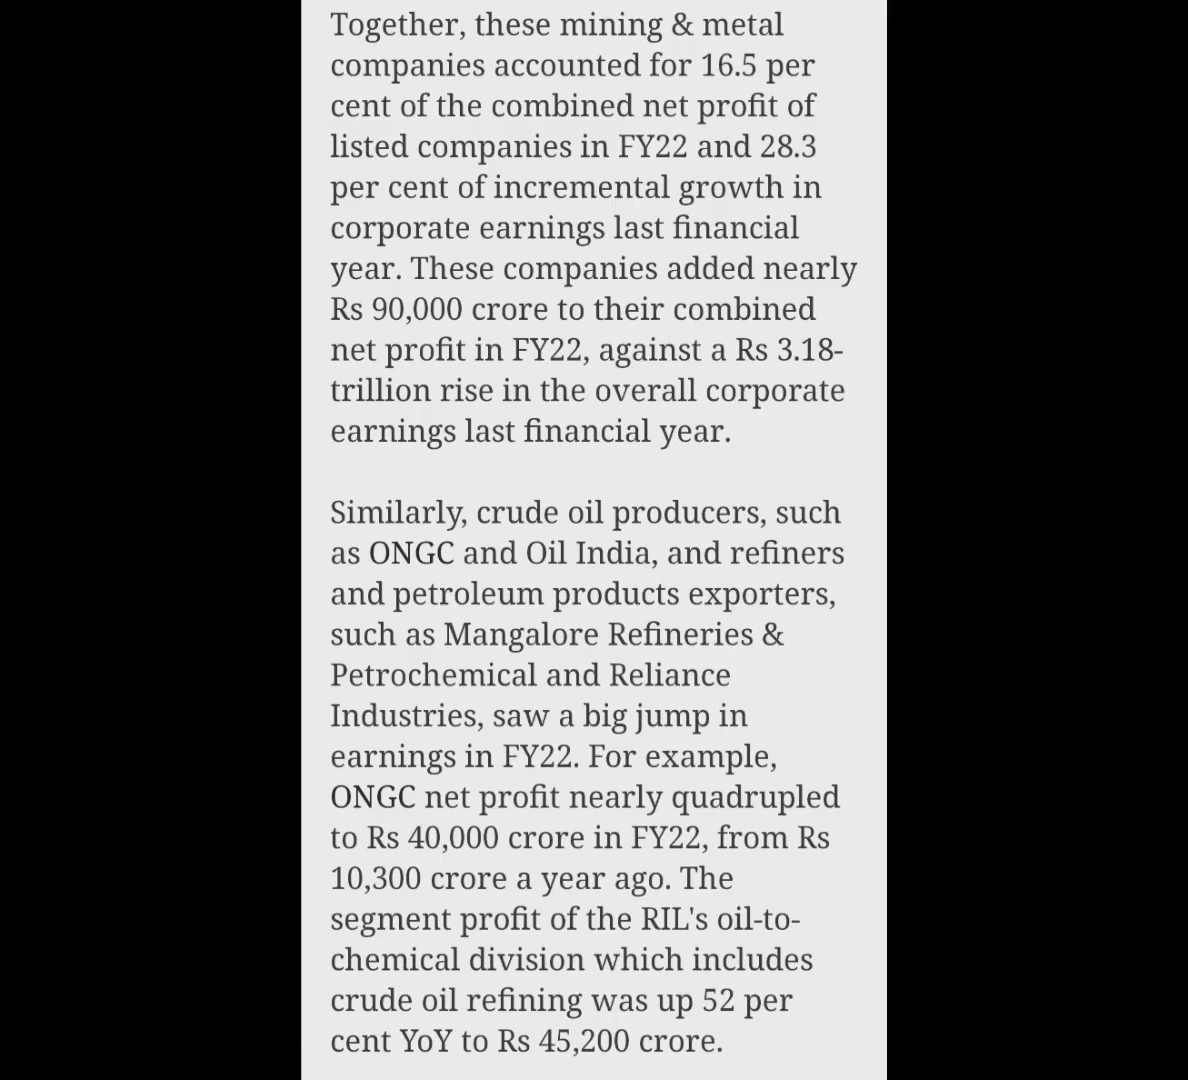 Together, these mining & metal
companies accounted for 16.5 per
cent of the combined net profit of
listed companies in FY22 and 28.3
per cent of incremental growth in
corporate earnings last financial
year. These companies added nearly
Rs 90,000 crore to their combined
net profit in FY22, against a Rs 3.18-
trillion rise in the overall corporate
earnings last financial year.
Similarly, crude oil producers, such
as ONGC and Oil India, and refiners
and petroleum products exporters,
such as Mangalore Refineries &
Petrochemical and Reliance
Industries, saw a big jump in
earnings in FY22. For example,
ONGC net profit nearly quadrupled
to Rs 40,000 crore in FY22, from Rs
10,300 crore a year ago. The
segment profit of the RIL's oil-to-
chemical division which includes
crude oil refining was up 52 per
cent YoY to Rs 45,200 crore.